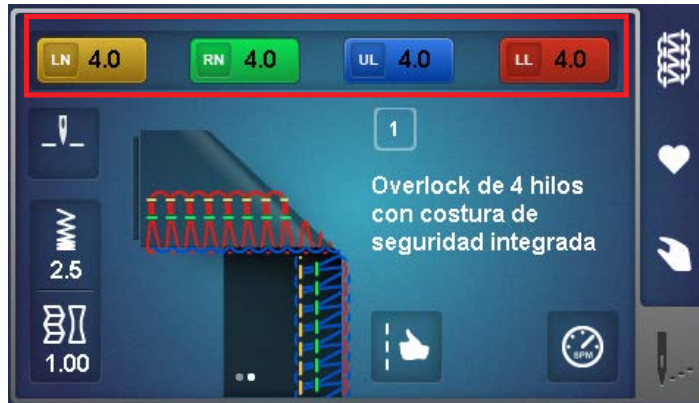 LN 4.0 RN 4.0 UL 4.0 LL 4.0
1
Overlock de 4 hilos
con costura de
seguridad integrada
2.5
1.00
SPM